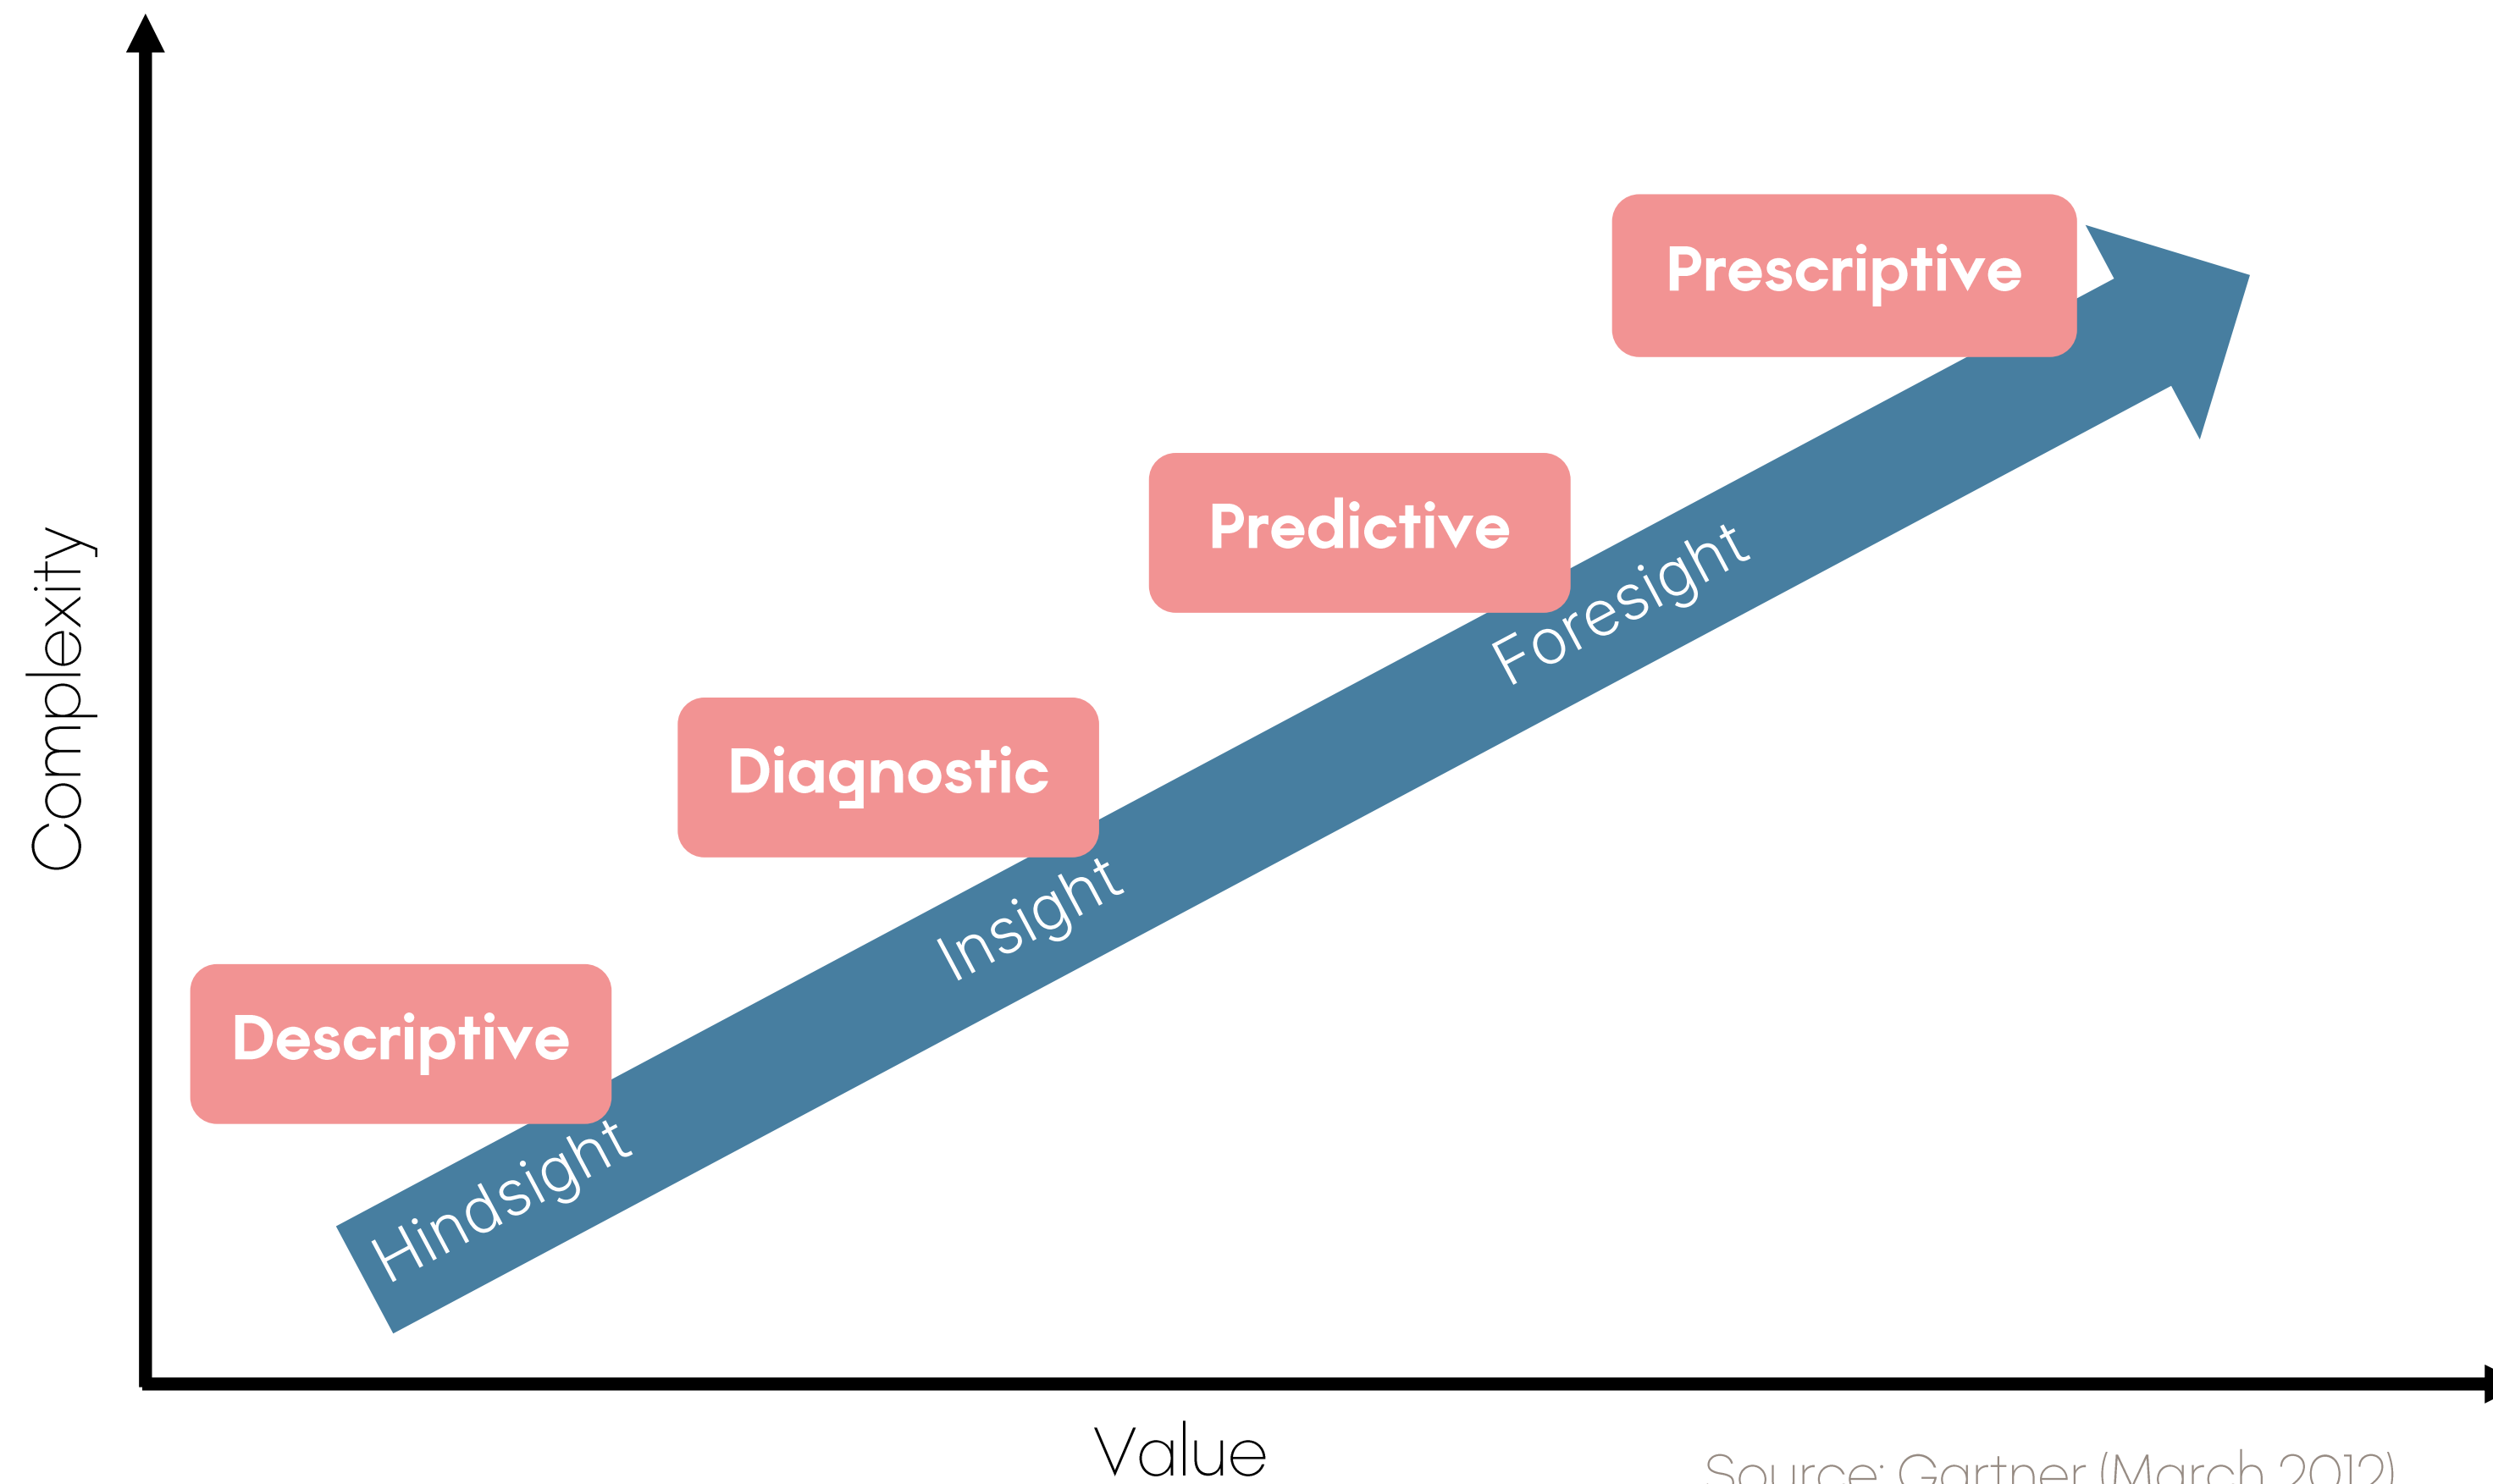 Prescriptive
Predictive
Foresight
Diagnostic
Insight
Descriptive
Hindsight
Complexity
Value
Source: Gartner (March 2012)